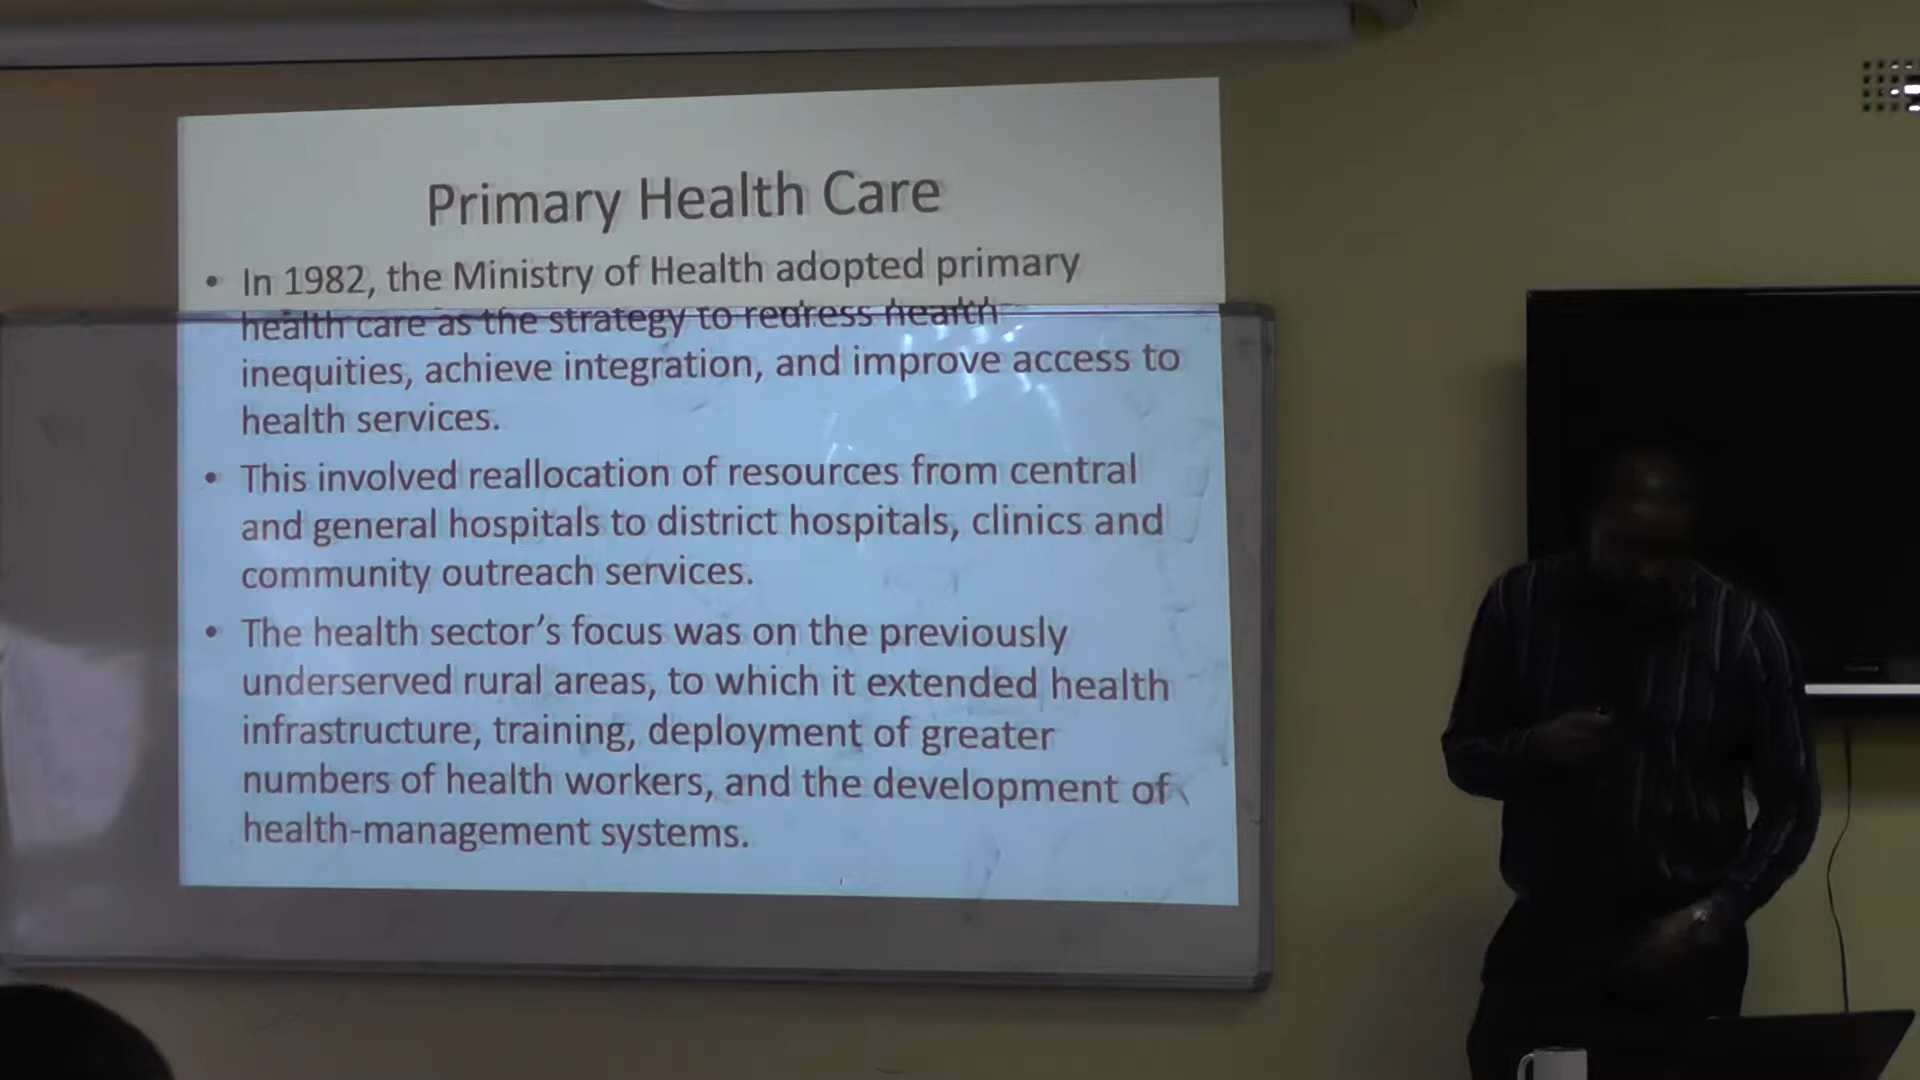 Primary Health Care
• In 1982, the Ministry of Health adopted primary
health care as the strategy to redress health
inequities, achieve integration, and improve access to
health services.
• This involved reallocation of resources from central
and general hospitals to district hospitals, clinics and
community outreach services.
• The health sector’s focus was on the previously
underserved rural areas, to which it extended health
infrastructure, training, deployment of greater
numbers of health workers, and the development of
health-management systems.